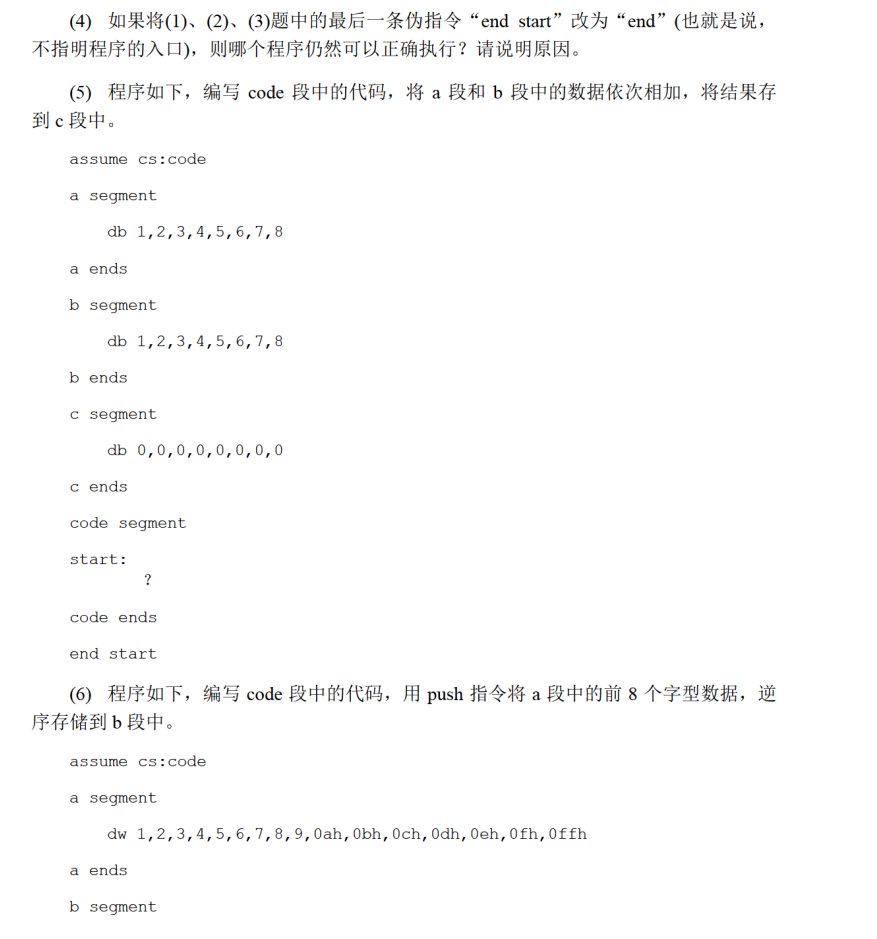 (4) 如果将(1)、(2)、(3)题中的最后一条伪指令“end start”改为“end”(也就是说，
不指明程序的入口)，则哪个程序仍然可以正确执行？请说明原因。
(5) 程序如下，编写 code 段中的代码，将 a 段和 b 段中的数据依次相加，将结果存
到 c 段中。
assume cs:code
a segment
db 1,2,3,4,5,6,7,8
a ends
b segment
db 1,2,3,4,5,6,7,8
b ends
c segment
db 0,0,0,0,0,0,0,0
c ends
code segment
start:
?
code ends
end start
(6) 程序如下，编写 code 段中的代码，用 push 指令将 a 段中的前 8 个字型数据，逆
序存储到 b 段中。
assume cs:code
a segment
dw 1,2,3,4,5,6,7,8,9,0ah,0bh,0ch,0dh,0eh,0fh,0ffh
a ends
b segment